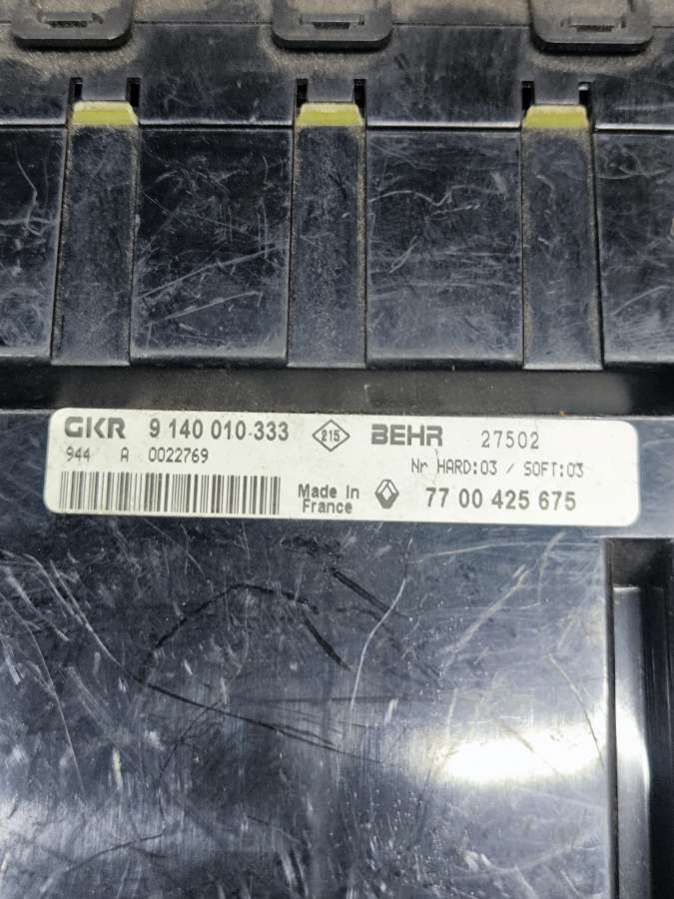 GKR 9 140 010 333 215 BEHR 27502
944 A 0022769 Nr HARD:03 / SOFT:03
Made In
France
77 00 425 675